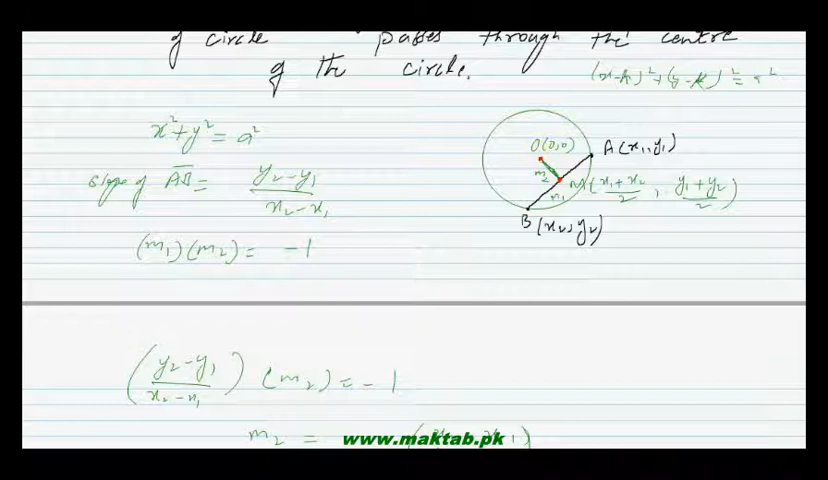 of circle passes through the centre
of the circle.
(x-h)²+(y-k)²=r²
x²+y² = a²
O(0,0)
A(x₁,y₁)
slope of AB = (y₂-y₁)/(x₂-x₁)
m₂
M((x₁+x₂)/2, (y₁+y₂)/2)
m₁
B(x₂,y₂)
(m₁)(m₂) = -1
((y₂-y₁)/(x₂-x₁)) (m₂) = -1
m₂ =
www.maktab.pk